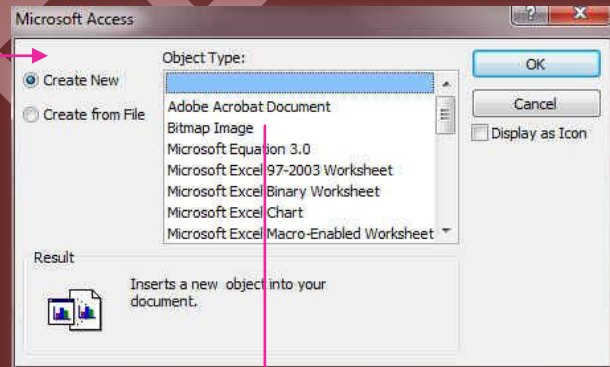 Microsoft Access
Object Type:
Create New
Create from File
Adobe Acrobat Document
Bitmap Image
Microsoft Equation 3.0
Microsoft Excel 97-2003 Worksheet
Microsoft Excel Binary Worksheet
Microsoft Excel Chart
Microsoft Excel Macro-Enabled Worksheet
OK
Cancel
Display as Icon
Result
Inserts a new object into your
document.